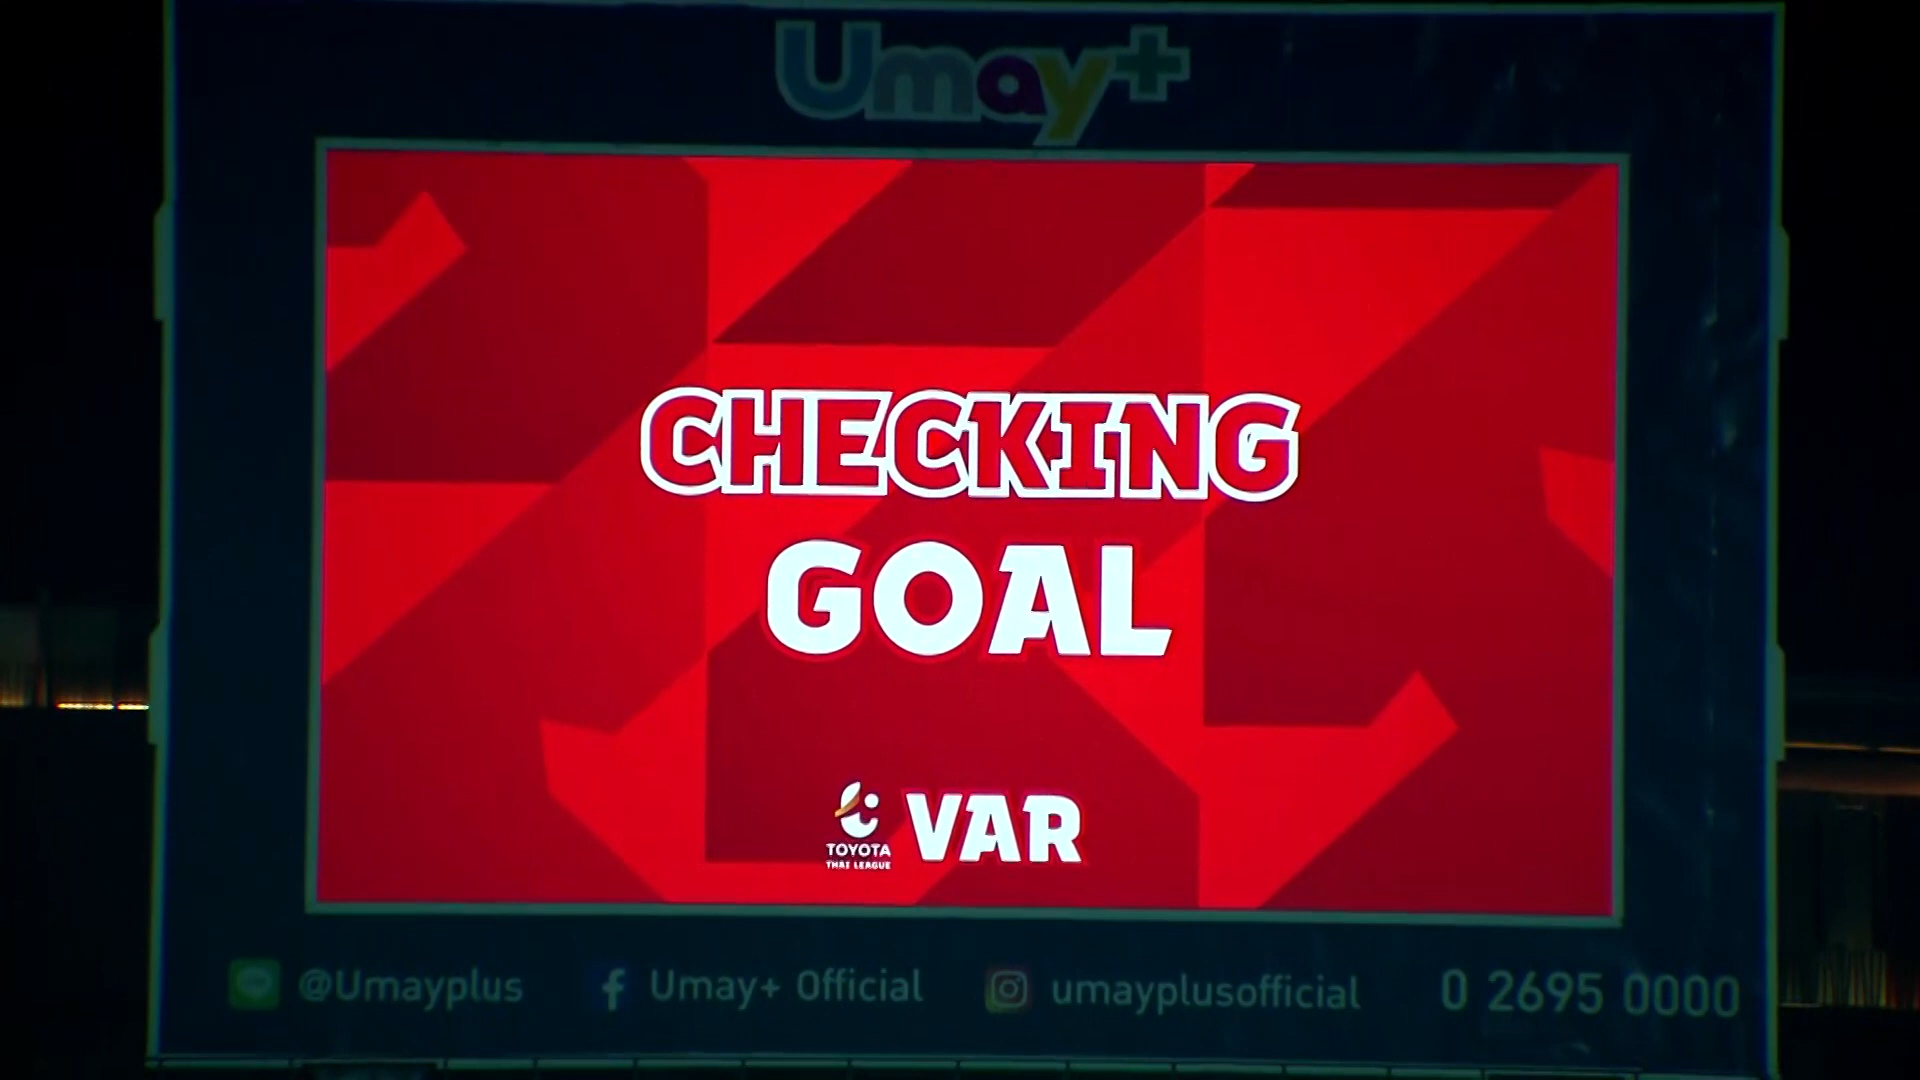 Umay+
CHECKING
GOAL
VAR
TOYOTA
THAI LEAGUE
@Umayplus
Umay+ Official
umayplusofficial
0 2695 0000